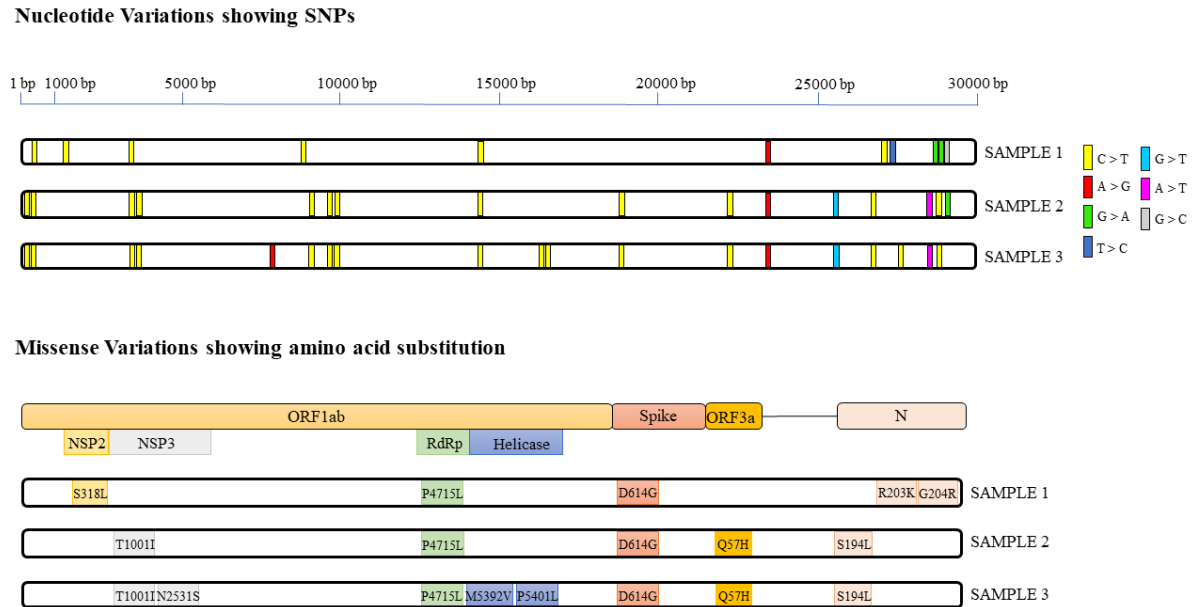 Nucleotide Variations showing SNPs
1 bp 1000 bp 5000 bp 10000 bp 15000 bp 20000 bp 25000 bp 30000 bp
SAMPLE 1
SAMPLE 2
SAMPLE 3
C > T G > T
A > G A > T
G > A G > C
T > C
Missense Variations showing amino acid substitution
ORF1ab Spike ORF3a N
NSP2 NSP3 RdRp Helicase
S318L P4715L D614G R203K G204R SAMPLE 1
T1001I P4715L D614G Q57H S194L SAMPLE 2
T1001I N2531S P4715L M5392V P5401L D614G Q57H S194L SAMPLE 3